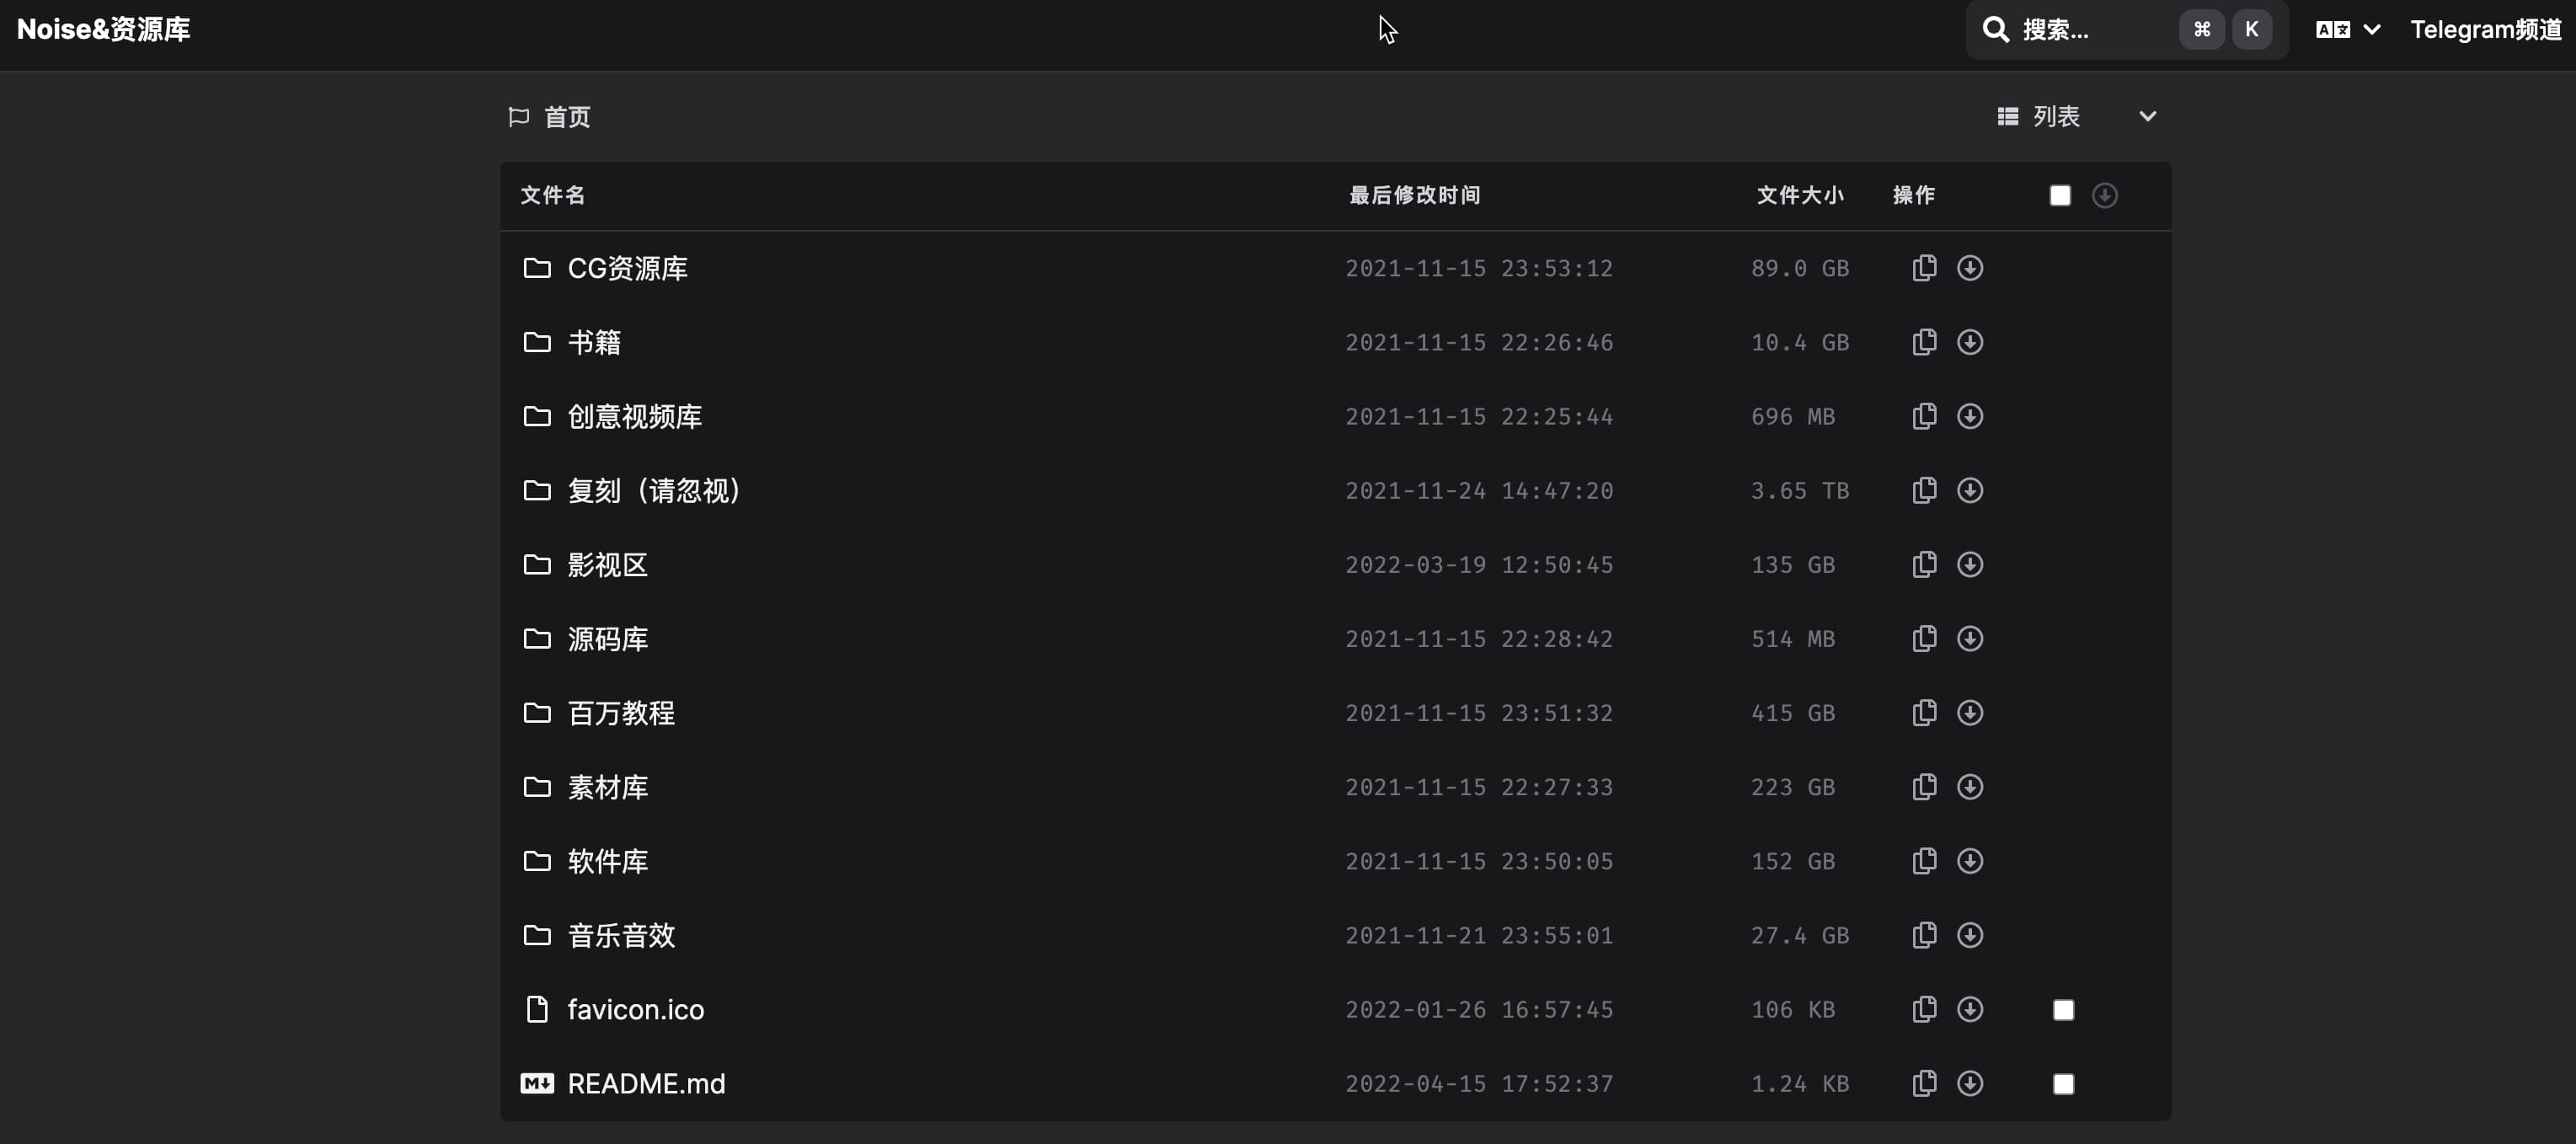 Noise&资源库 搜索... ⌘ K Telegram频道
首页 列表
文件名 最后修改时间 文件大小 操作
CG资源库 2021-11-15 23:53:12 89.0 GB
书籍 2021-11-15 22:26:46 10.4 GB
创意视频库 2021-11-15 22:25:44 696 MB
复刻（请忽视） 2021-11-24 14:47:20 3.65 TB
影视区 2022-03-19 12:50:45 135 GB
源码库 2021-11-15 22:28:42 514 MB
百万教程 2021-11-15 23:51:32 415 GB
素材库 2021-11-15 22:27:33 223 GB
软件库 2021-11-15 23:50:05 152 GB
音乐音效 2021-11-21 23:55:01 27.4 GB
favicon.ico 2022-01-26 16:57:45 106 KB
README.md 2022-04-15 17:52:37 1.24 KB